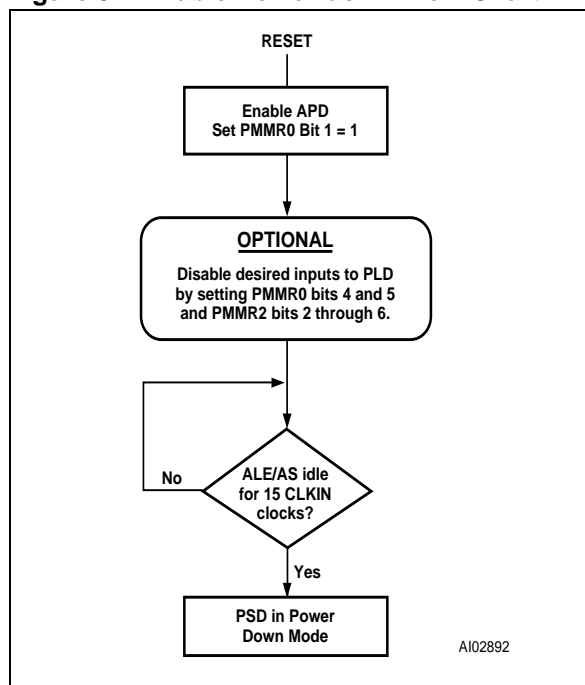 RESET
Enable APD
Set PMMR0 Bit 1 = 1
OPTIONAL
Disable desired inputs to PLD
by setting PMMR0 bits 4 and 5
and PMMR2 bits 2 through 6.
No
ALE/AS idle
for 15 CLKIN
clocks?
Yes
PSD in Power
Down Mode
AI02892